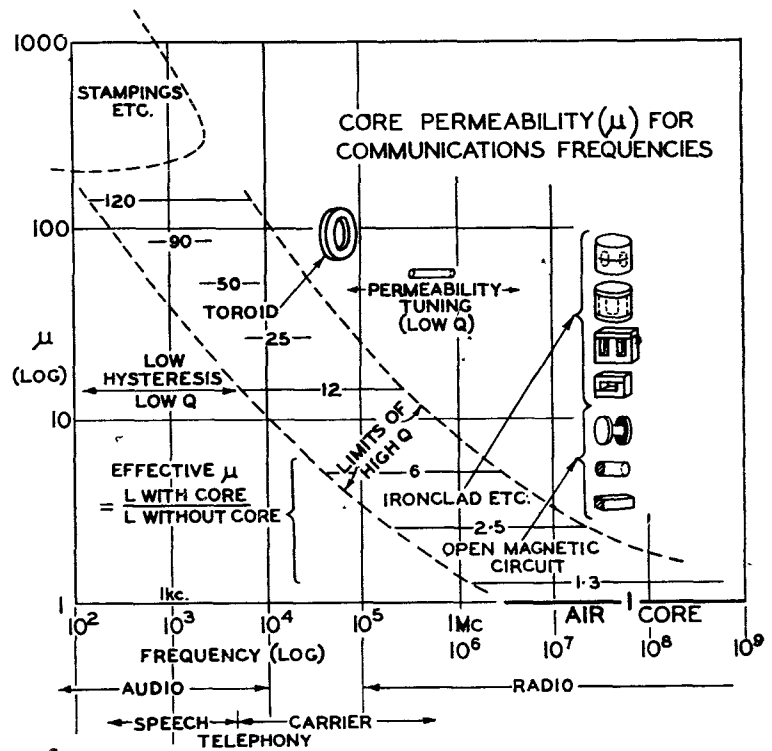 1000
STAMPINGS
ETC.
CORE PERMEABILITY (μ) FOR
COMMUNICATIONS FREQUENCIES
120
100
90
50
TOROID
PERMEABILITY
TUNING
(LOW Q)
25
μ
(LOG)
LOW
HYSTERESIS
LOW Q
12
10
LIMITS OF
HIGH Q
6
EFFECTIVE μ
= L WITH CORE
L WITHOUT CORE
IRONCLAD ETC.
2·5
OPEN MAGNETIC
CIRCUIT
1·3
1
1kc.
AIR CORE
10² 10³ 10⁴ 10⁵ 1Mc 10⁶ 10⁷ 10⁸ 10⁹
FREQUENCY (LOG)
AUDIO RADIO
SPEECH CARRIER
TELEPHONY